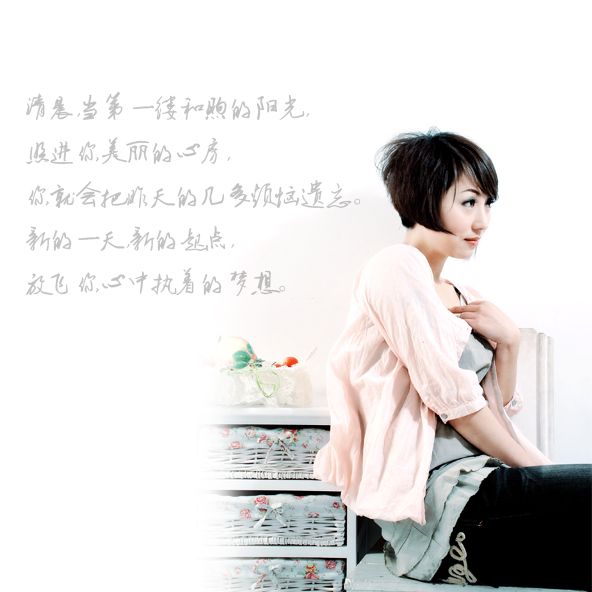 清晨,当第一缕和煦的阳光,
照进你,美丽的心房,
你,就会把昨天的几多烦恼遗忘。
新的一天,新的起点,
放飞你,心中执着的梦想。